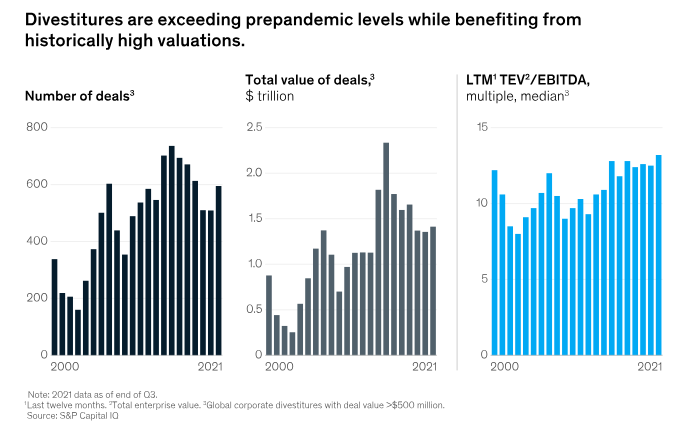 Divestitures are exceeding prepandemic levels while benefiting from
historically high valuations.
Number of deals³
800
600
400
200
0
2000
2021
Total value of deals,³
$ trillion
2.5
2.0
1.5
1.0
0.5
0
2000
2021
LTM¹ TEV²/EBITDA,
multiple, median³
15
10
5
0
2000
2021
Note: 2021 data as of end of Q3.
¹Last twelve months. ²Total enterprise value. ³Global corporate divestitures with deal value >$500 million.
Source: S&P Capital IQ